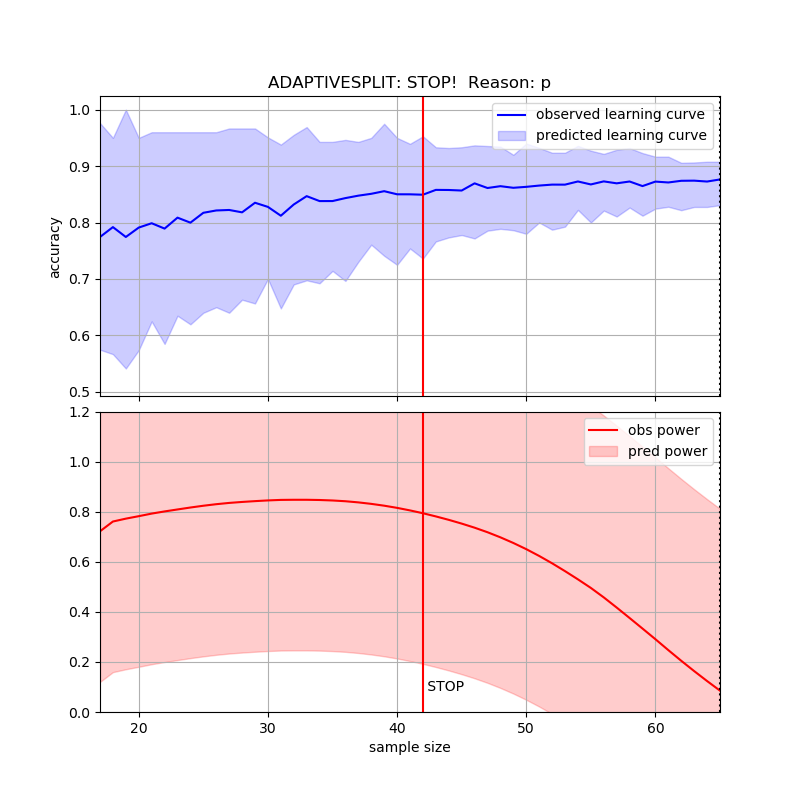 ADAPTIVESPLIT: STOP!  Reason: p
1.0
0.9
0.8
0.7
0.6
0.5
accuracy
observed learning curve
predicted learning curve
1.2
1.0
0.8
0.6
0.4
0.2
0.0
obs power
pred power
STOP
20 30 40 50 60
sample size